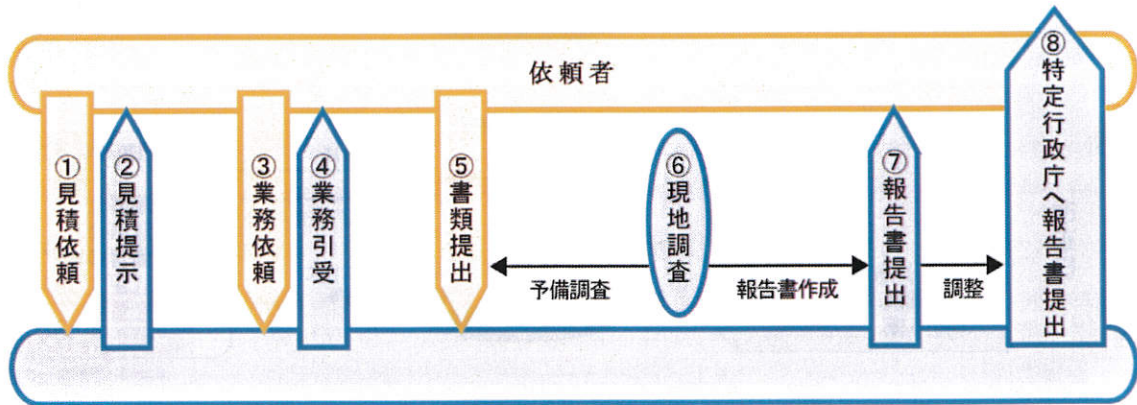 依頼者
①見積依頼
②見積提示
③業務依頼
④業務引受
⑤書類提出
予備調査
⑥現地調査
報告書作成
⑦報告書提出
調整
⑧特定行政庁へ報告書提出